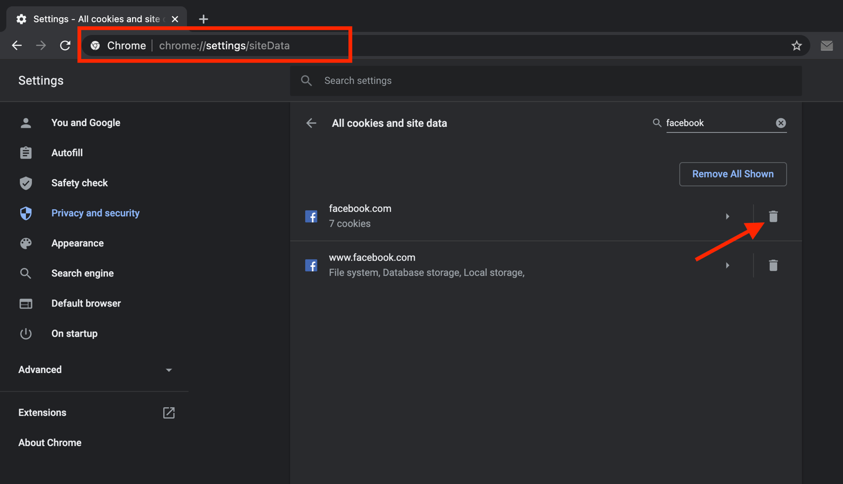 Settings - All cookies and site
Chrome | chrome://settings/siteData
Settings
Search settings
You and Google
Autofill
Safety check
Privacy and security
Appearance
Search engine
Default browser
On startup
Advanced
Extensions
About Chrome
All cookies and site data
facebook
Remove All Shown
facebook.com
7 cookies
www.facebook.com
File system, Database storage, Local storage,